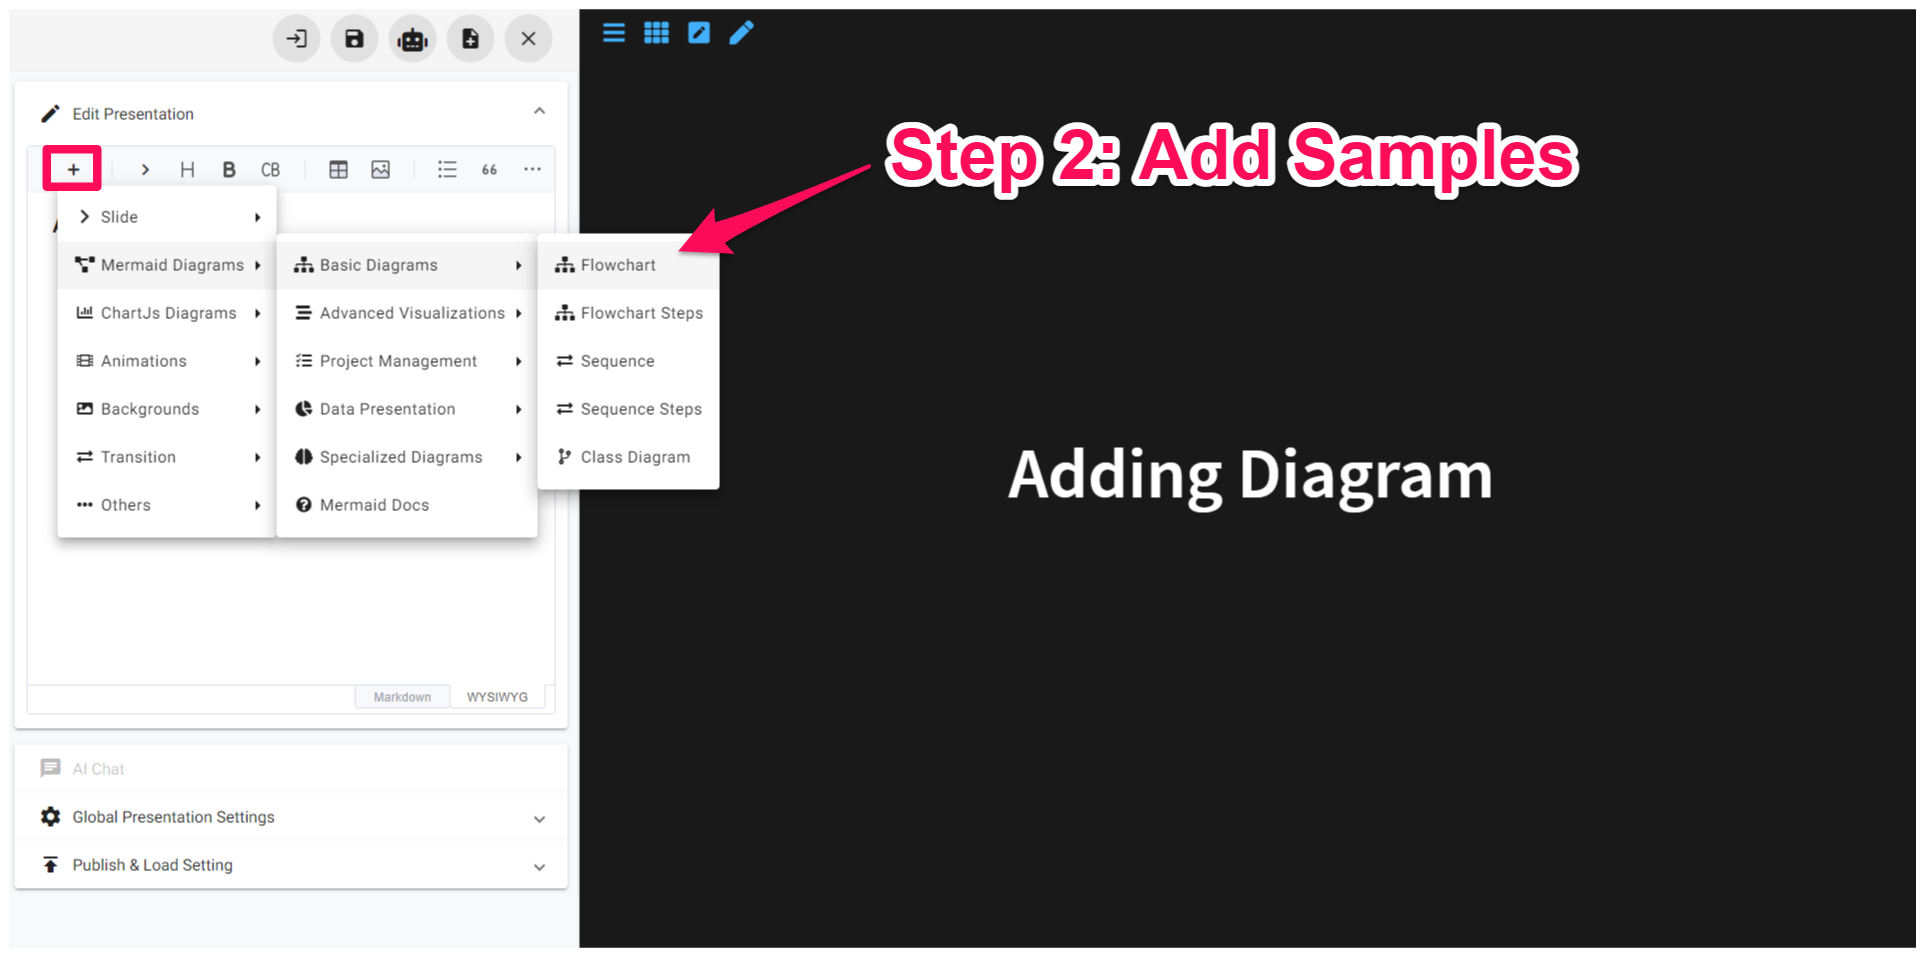 Edit Presentation
+ > H B CB 66 ...
Slide
Mermaid Diagrams
ChartJs Diagrams
Animations
Backgrounds
Transition
Others
Basic Diagrams
Advanced Visualizations
Project Management
Data Presentation
Specialized Diagrams
Mermaid Docs
Flowchart
Flowchart Steps
Sequence
Sequence Steps
Class Diagram
Markdown WYSIWYG
AI Chat
Global Presentation Settings
Publish & Load Setting
Step 2: Add Samples
Adding Diagram